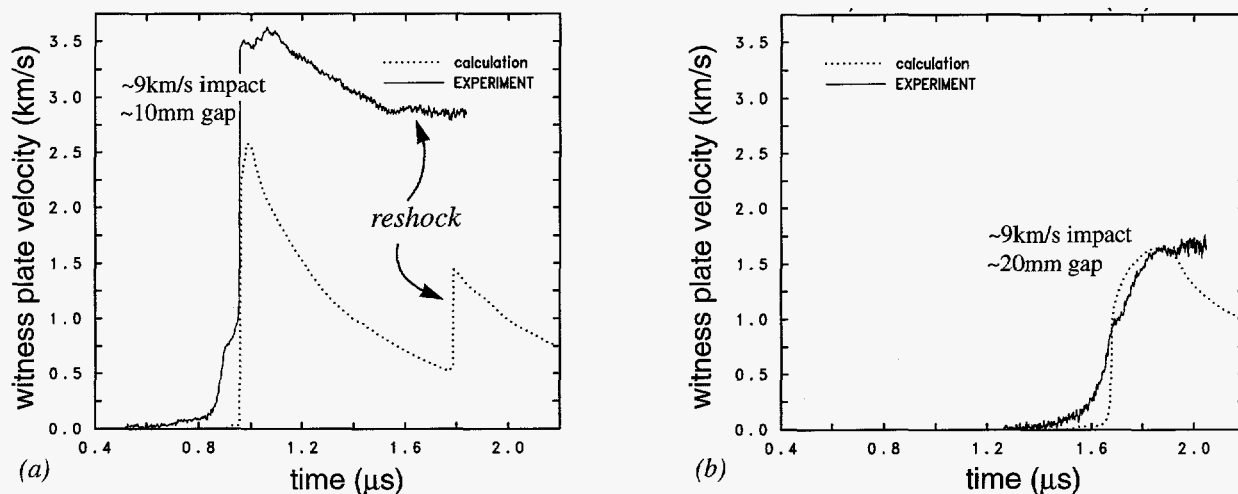 witness plate velocity (km/s)
3.5
3.0
2.5
2.0
1.5
1.0
0.5
0.0
calculation
EXPERIMENT
~9km/s impact
~10mm gap
reshock
0.4
0.8
1.2
1.6
2.0
time (μs)
(a)
witness plate velocity (km/s)
3.5
3.0
2.5
2.0
1.5
1.0
0.5
0.0
calculation
EXPERIMENT
~9km/s impact
~20mm gap
0.4
0.8
1.2
1.6
2.0
time (μs)
(b)